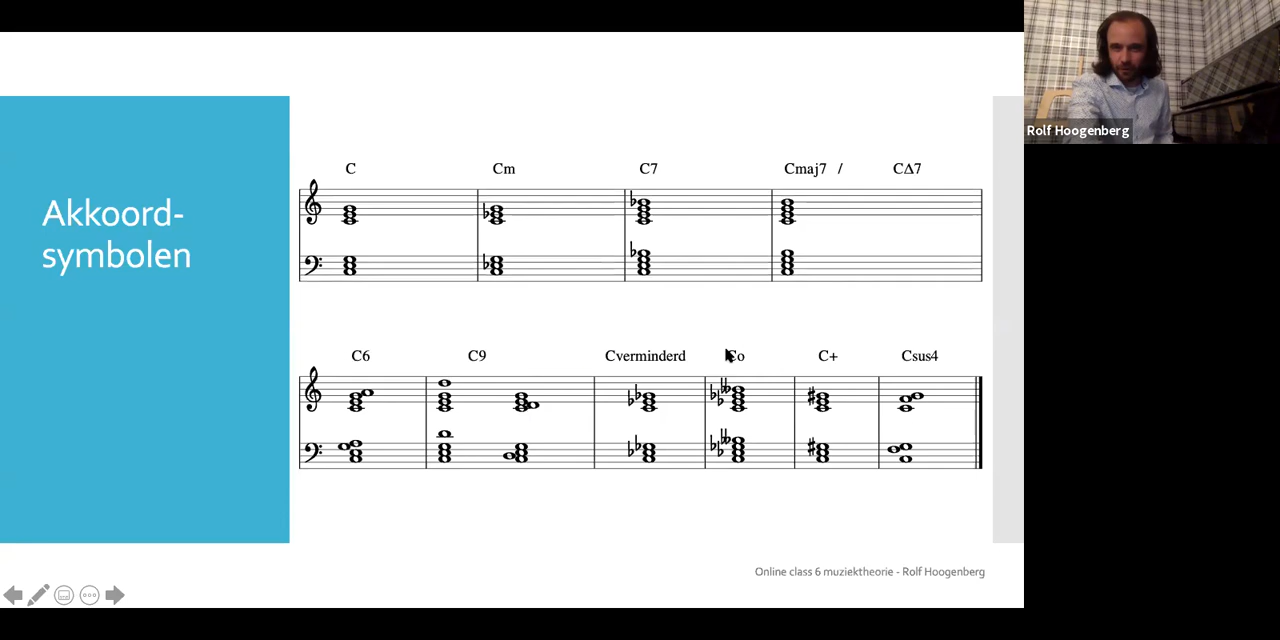 Rolf Hoogenberg
Akkoord-
symbolen
C Cm C7 Cmaj7 / CΔ7
C6 C9 Cverminderd Co C+ Csus4
Online class 6 muziektheorie - Rolf Hoogenberg